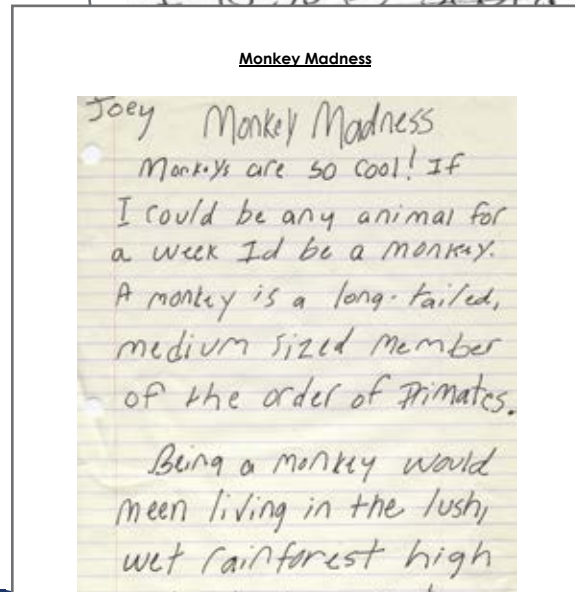 Monkey Madness
Joey Monkey Madness
Monkeys are so cool! If
I could be any animal for
a week Id be a monkey.
A monkey is a long-tailed,
medium sized member
of the order of Primates.
Being a monkey would
meen living in the lush,
wet rainforest high